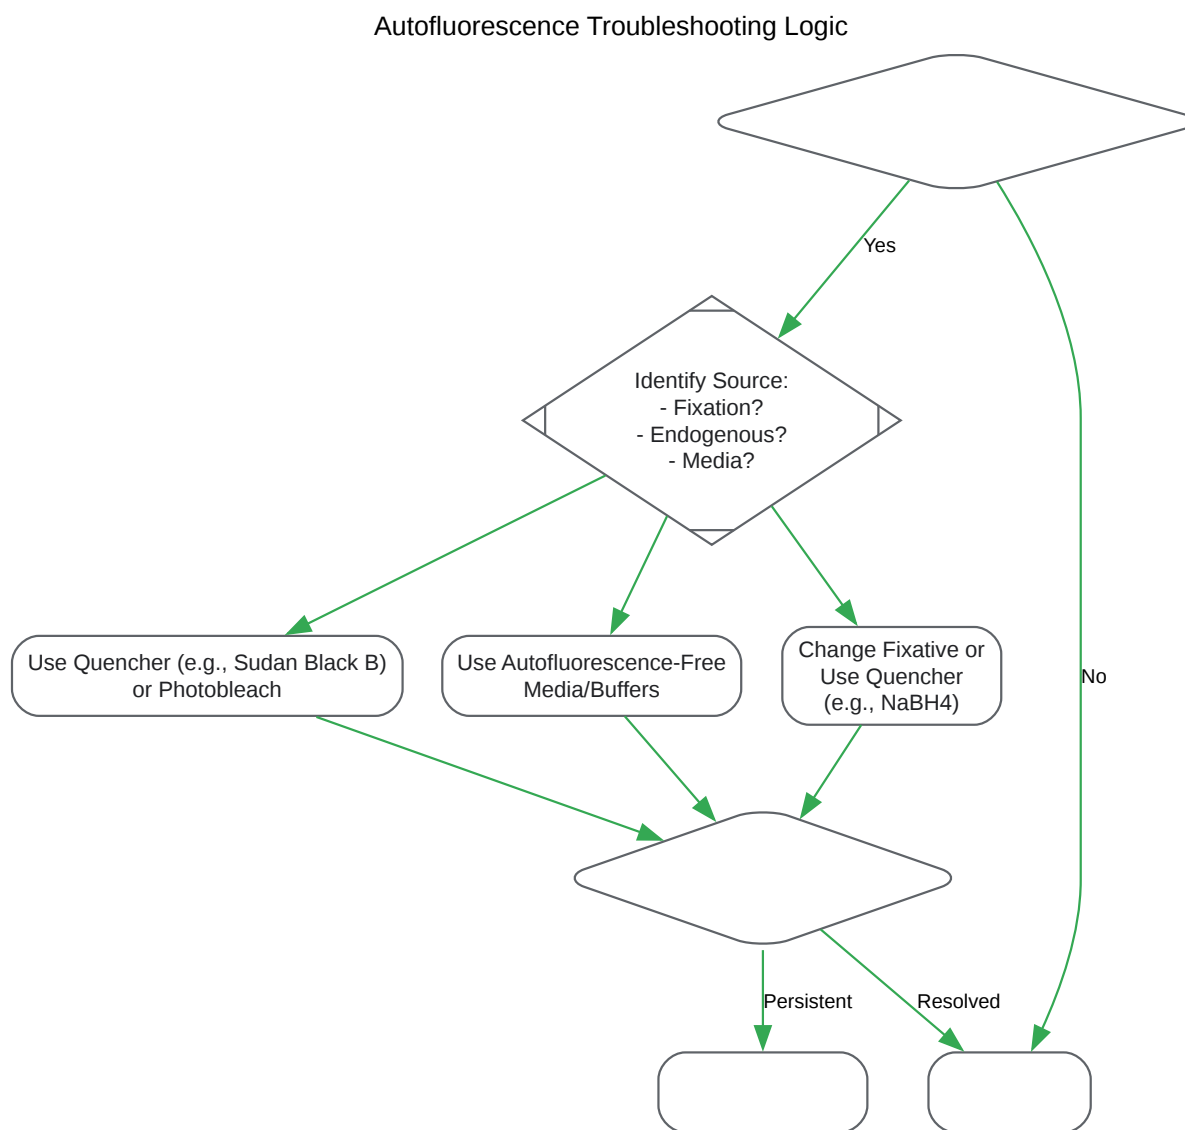 Autofluorescence Troubleshooting Logic
Yes
Identify Source:
- Fixation?
- Endogenous?
- Media?
Use Quencher (e.g., Sudan Black B)
or Photobleach
Use Autofluorescence-Free
Media/Buffers
Change Fixative or
Use Quencher
(e.g., NaBH4)
No
Persistent
Resolved